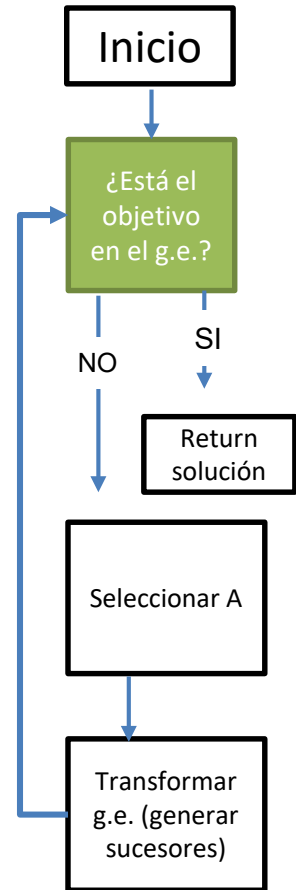 Inicio
¿Está el
objetivo
en el g.e.?
SI
NO
Return
solución
Seleccionar A
Transformar
g.e. (generar
sucesores)